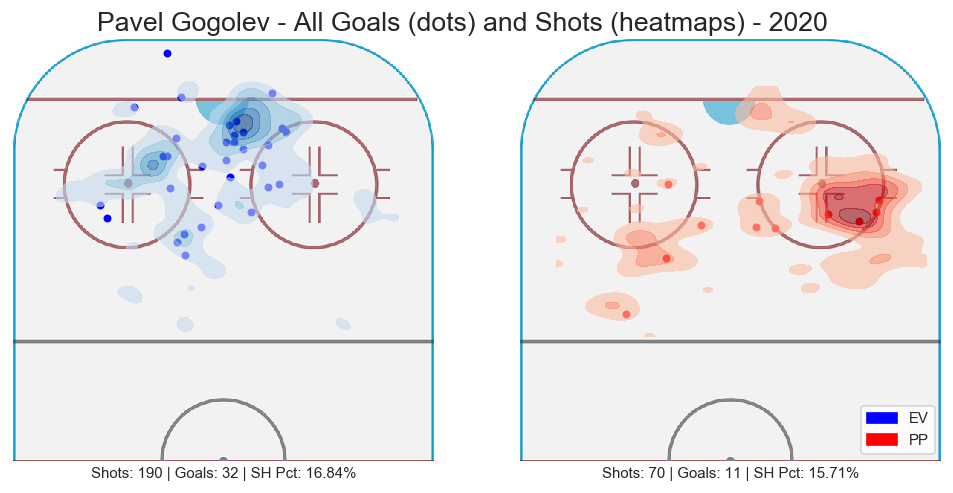 Pavel Gogolev - All Goals (dots) and Shots (heatmaps) - 2020
EV
PP
Shots: 190 | Goals: 32 | SH Pct: 16.84%
Shots: 70 | Goals: 11 | SH Pct: 15.71%